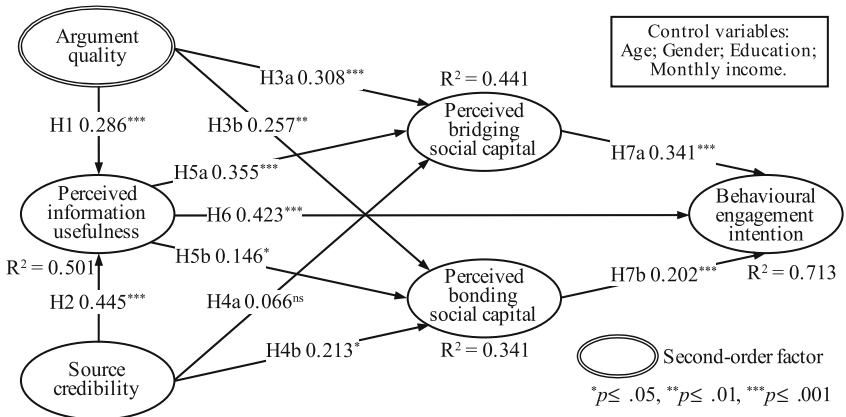 Argument
quality
Control variables:
Age; Gender; Education;
Monthly income.
H3a 0.308***
R² = 0.441
H1 0.286***
H3b 0.257**
Perceived
bridging
social capital
H7a 0.341***
H5a 0.355***
Perceived
information
usefulness
H6 0.423***
Behavioural
engagement
intention
R² = 0.501
H5b 0.146*
H7b 0.202***
R² = 0.713
Perceived
bonding
social capital
H2 0.445***
H4a 0.066ns
H4b 0.213*
R² = 0.341
Source
credibility
Second-order factor
*p≤ .05, **p≤ .01, ***p≤ .001